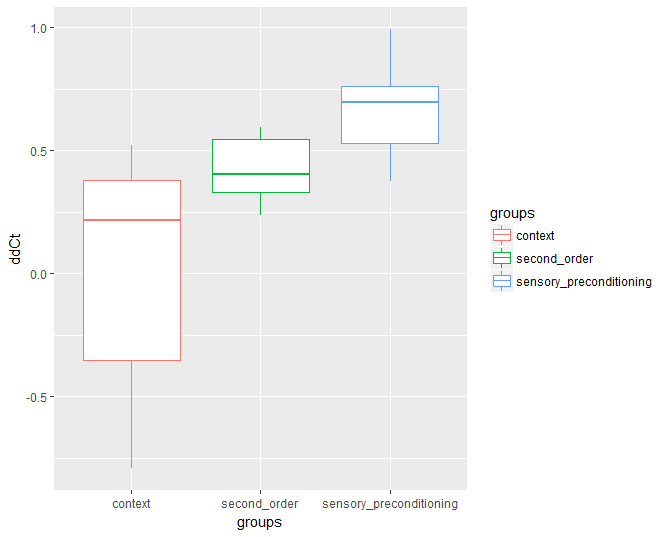 1.0
0.5
0.0
-0.5
ddCt
context
second_order
sensory_preconditioning
groups
groups
context
second_order
sensory_preconditioning